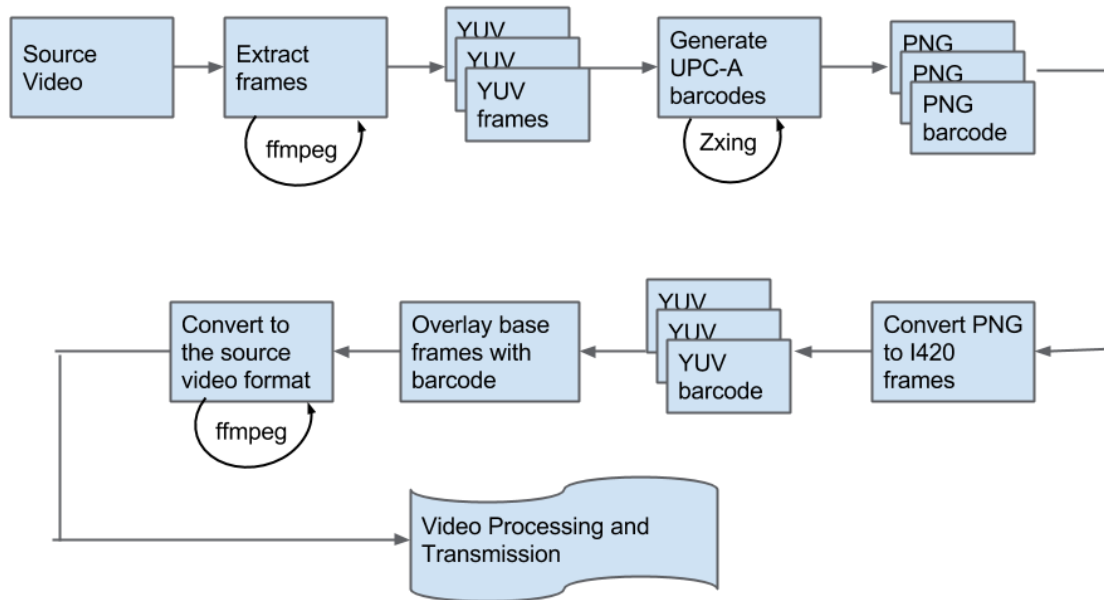 Source
Video
Extract
frames
ffmpeg
YUV
YUV
YUV
frames
Generate
UPC-A
barcodes
Zxing
PNG
PNG
PNG
barcode
Convert PNG
to I420
frames
YUV
YUV
YUV
barcode
Overlay base
frames with
barcode
Convert to
the source
video format
ffmpeg
Video Processing and
Transmission